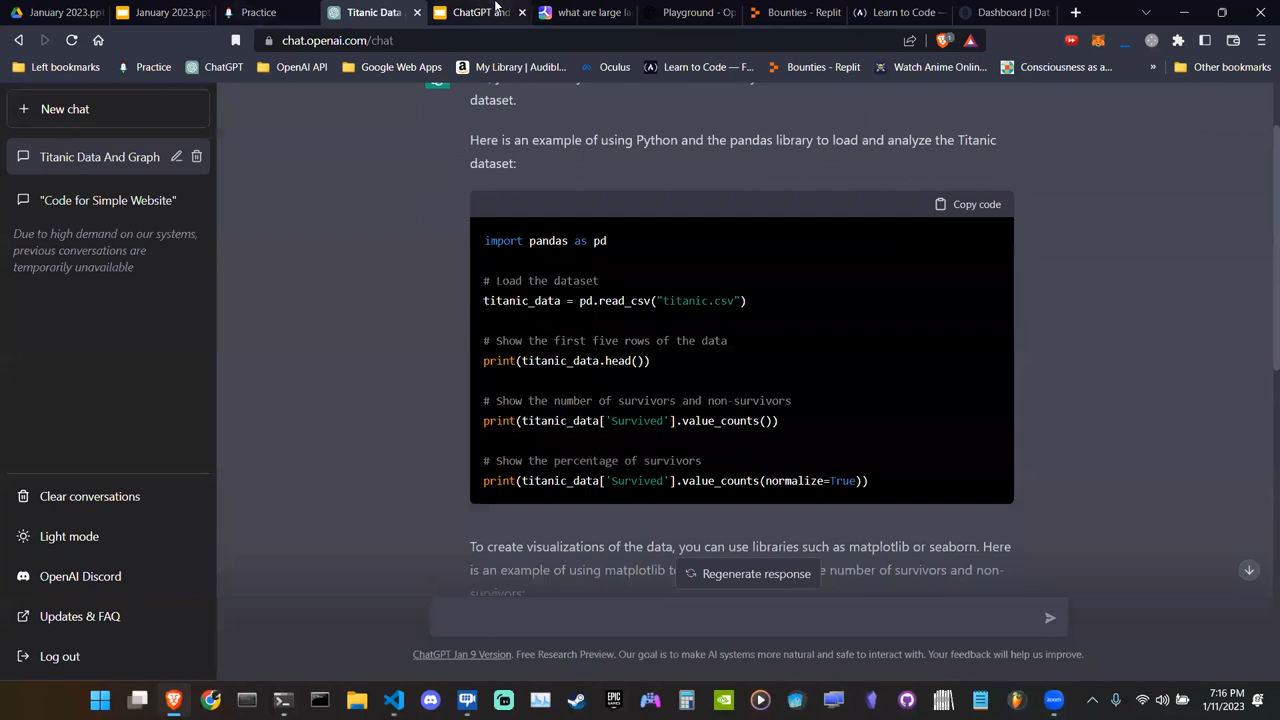 January 2023.ppt
January 2023.ppt
Practice
Titanic Data
ChatGPT and
what are large la
Playground - Op
Bounties - Replit
Learn to Code —
Dashboard | Dat
chat.openai.com/chat
1
Left bookmarks
Practice
ChatGPT
OpenAI API
Google Web Apps
My Library | Audibl...
Oculus
Learn to Code — F...
Bounties - Replit
Watch Anime Onlin...
Consciousness as a...
»
Other bookmarks
New chat
Titanic Data And Graph
"Code for Simple Website"
Due to high demand on our systems,
previous conversations are
temporarily unavailable
Clear conversations
Light mode
OpenAI Discord
Updates & FAQ
Log out
dataset.
Here is an example of using Python and the pandas library to load and analyze the Titanic
dataset:
Copy code
import pandas as pd
# Load the dataset
titanic_data = pd.read_csv("titanic.csv")
# Show the first five rows of the data
print(titanic_data.head())
# Show the number of survivors and non-survivors
print(titanic_data['Survived'].value_counts())
# Show the percentage of survivors
print(titanic_data['Survived'].value_counts(normalize=True))
To create visualizations of the data, you can use libraries such as matplotlib or seaborn. Here
is an example of using matplotlib to
number of survivors and non-
survivors:
Regenerate response
ChatGPT Jan 9 Version. Free Research Preview. Our goal is to make AI systems more natural and safe to interact with. Your feedback will help us improve.
EPIC
GAMES
zoom
7:16 PM
1/11/2023